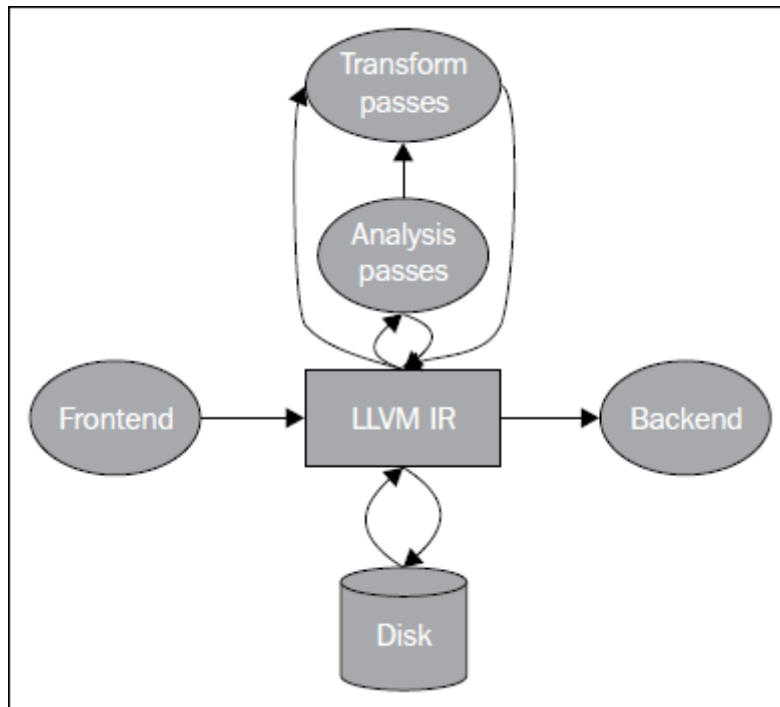 Transform
passes
Analysis
passes
Frontend
LLVM IR
Backend
Disk